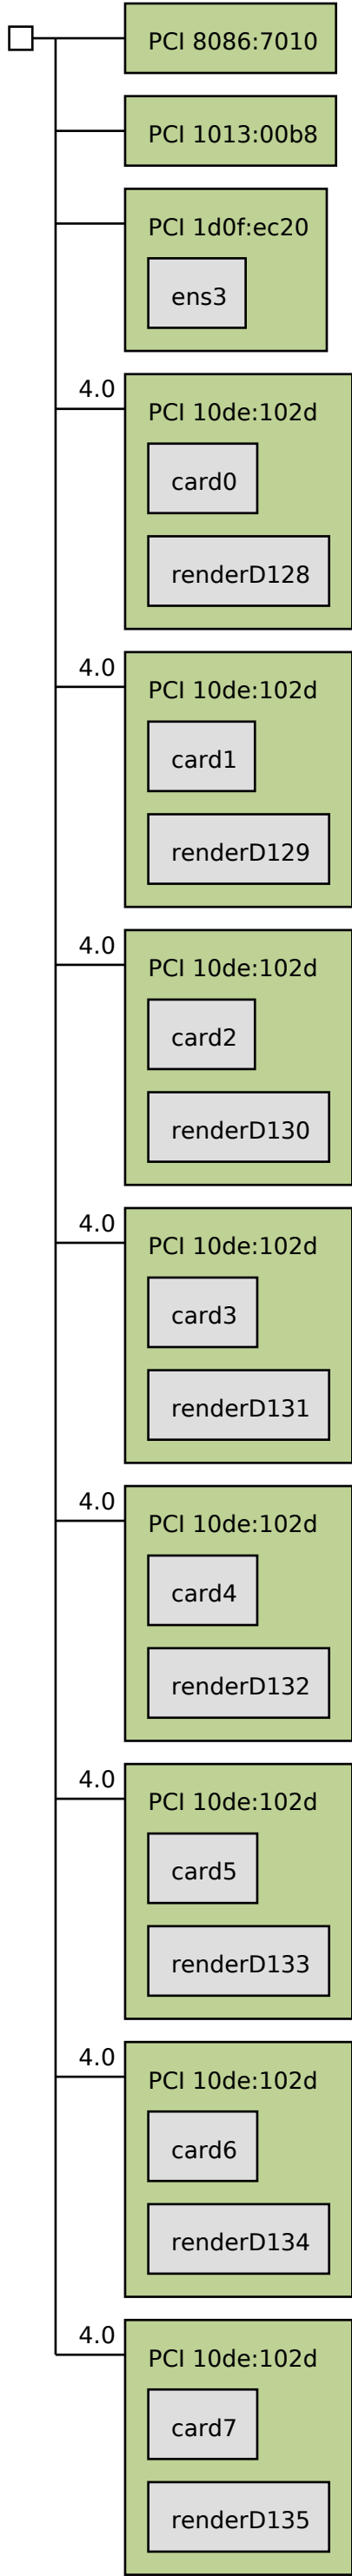 PCI 8086:7010
PCI 1013:00b8
PCI 1d0f:ec20
ens3
4.0
PCI 10de:102d
card0
renderD128
4.0
PCI 10de:102d
card1
renderD129
4.0
PCI 10de:102d
card2
renderD130
4.0
PCI 10de:102d
card3
renderD131
4.0
PCI 10de:102d
card4
renderD132
4.0
PCI 10de:102d
card5
renderD133
4.0
PCI 10de:102d
card6
renderD134
4.0
PCI 10de:102d
card7
renderD135